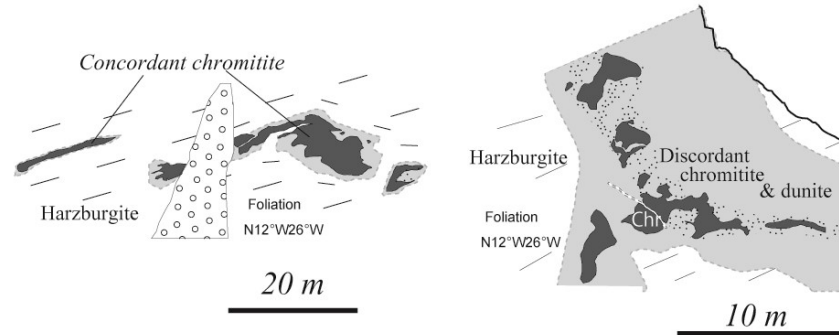 Concordant chromitite
Harzburgite
Foliation
N12°W26°W
20 m
Harzburgite
Discordant
chromitite
& dunite
Foliation
N12°W26°W
Chr
10 m